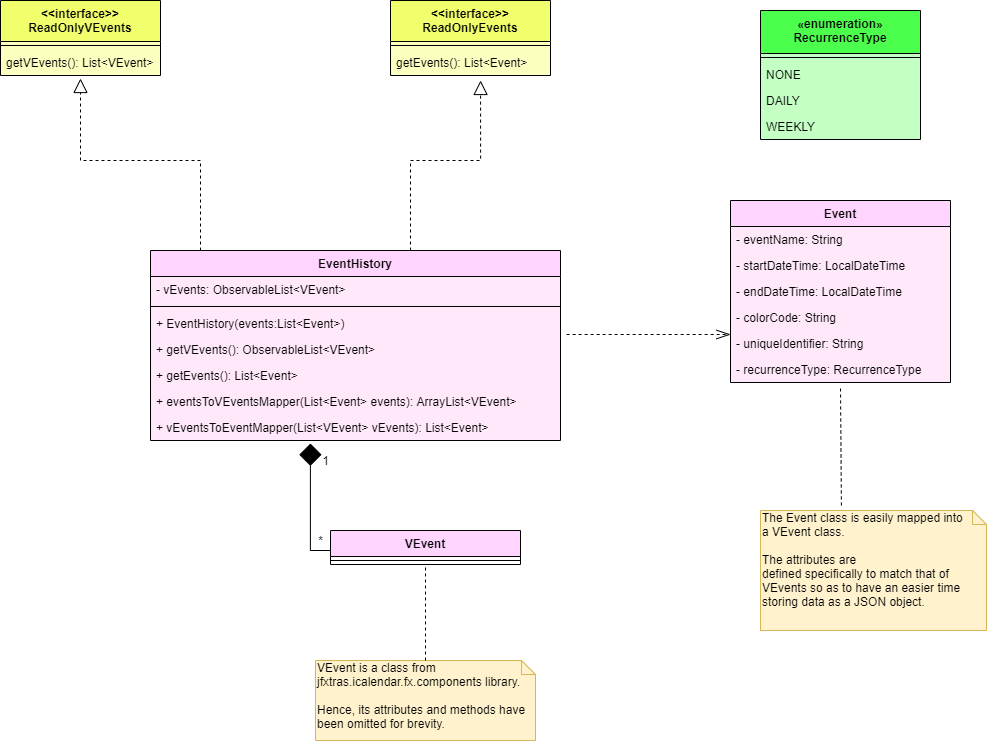 <<interface>>
ReadOnlyVEvents
getVEvents(): List<VEvent>
<<interface>>
ReadOnlyEvents
getEvents(): List<Event>
«enumeration»
RecurrenceType
NONE
DAILY
WEEKLY
EventHistory
- vEvents: ObservableList<VEvent>
+ EventHistory(events:List<Event>)
+ getVEvents(): ObservableList<VEvent>
+ getEvents(): List<Event>
+ eventsToVEventsMapper(List<Event> events): ArrayList<VEvent>
+ vEventsToEventMapper(List<VEvent> vEvents): List<Event>
Event
- eventName: String
- startDateTime: LocalDateTime
- endDateTime: LocalDateTime
- colorCode: String
- uniqueIdentifier: String
- recurrenceType: RecurrenceType
1
*
VEvent
The Event class is easily mapped into
a VEvent class.
The attributes are
defined specifically to match that of
VEvents so as to have an easier time
storing data as a JSON object.
VEvent is a class from
jfxtras.icalendar.fx.components library.
Hence, its attributes and methods have
been omitted for brevity.